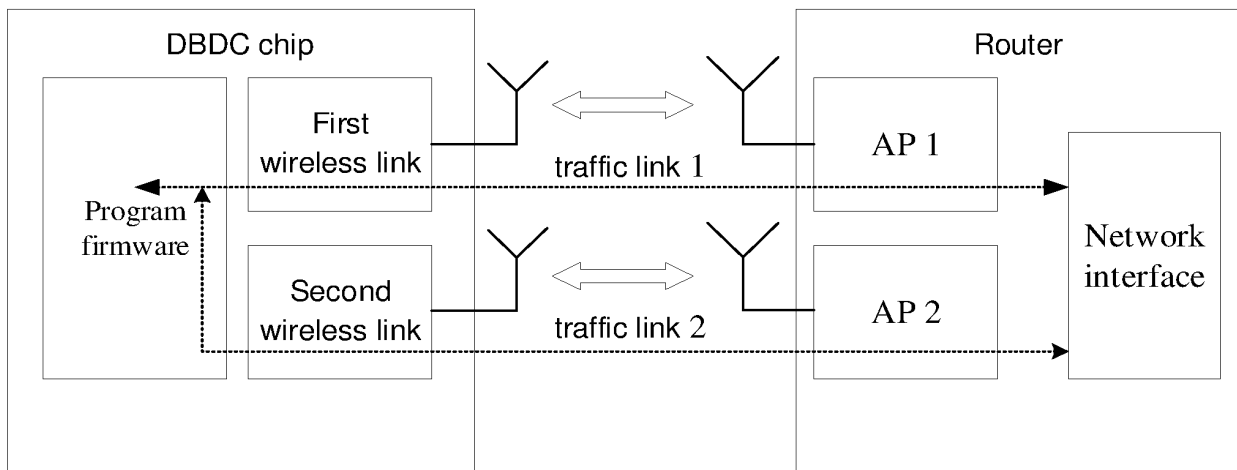 DBDC chip
Router
First
wireless link
AP 1
traffic link 1
Program
firmware
Network
interface
Second
wireless link
AP 2
traffic link 2